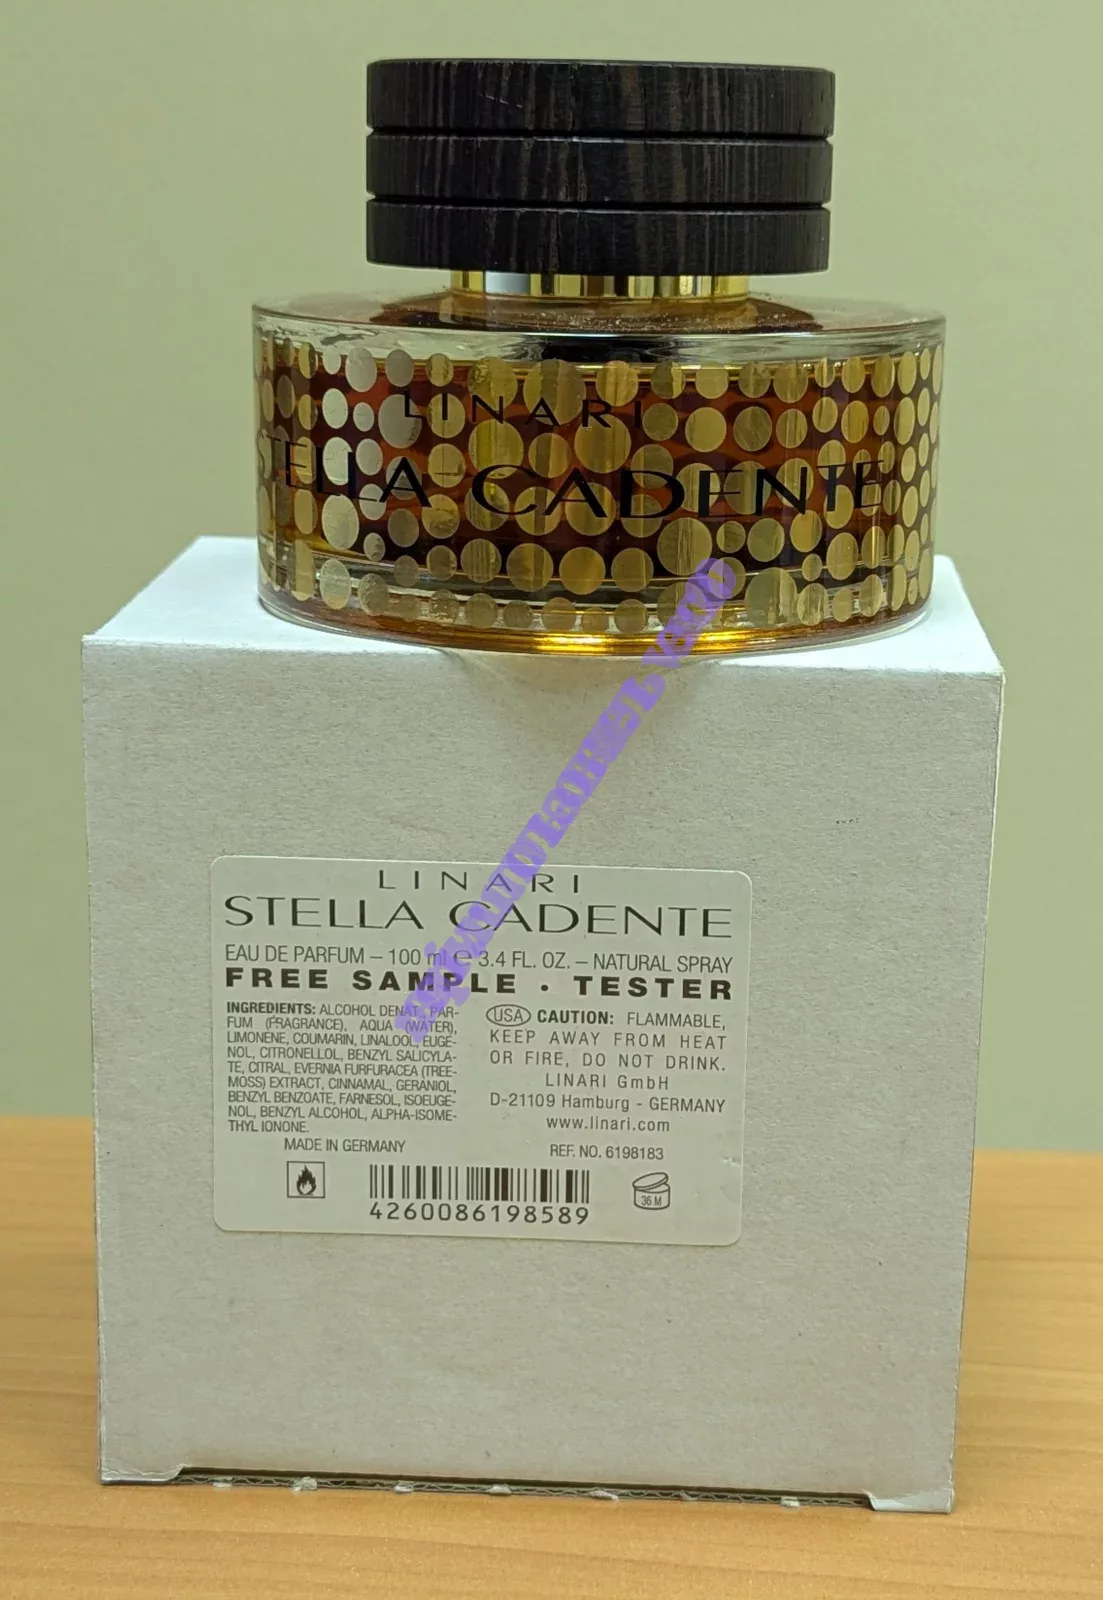 LINARI
STELLA CADENTE
LINARI
STELLA CADENTE
EAU DE PARFUM – 100 ml e 3.4 FL. OZ. – NATURAL SPRAY
FREE SAMPLE · TESTER
INGREDIENTS: ALCOHOL DENAT., PAR-
FUM (FRAGRANCE), AQUA (WATER),
LIMONENE, COUMARIN, LINALOOL, EUGE-
NOL, CITRONELLOL, BENZYL SALICYLA-
TE, CITRAL, EVERNIA FURFURACEA (TREE-
MOSS) EXTRACT, CINNAMAL, GERANIOL,
BENZYL BENZOATE, FARNESOL, ISOEUGE-
NOL, BENZYL ALCOHOL, ALPHA-ISOME-
THYL IONONE.
MADE IN GERMANY
USA CAUTION: FLAMMABLE,
KEEP AWAY FROM HEAT
OR FIRE, DO NOT DRINK.
LINARI GmbH
D-21109 Hamburg - GERMANY
www.linari.com
REF. NO. 6198183
4260086198589
36 M